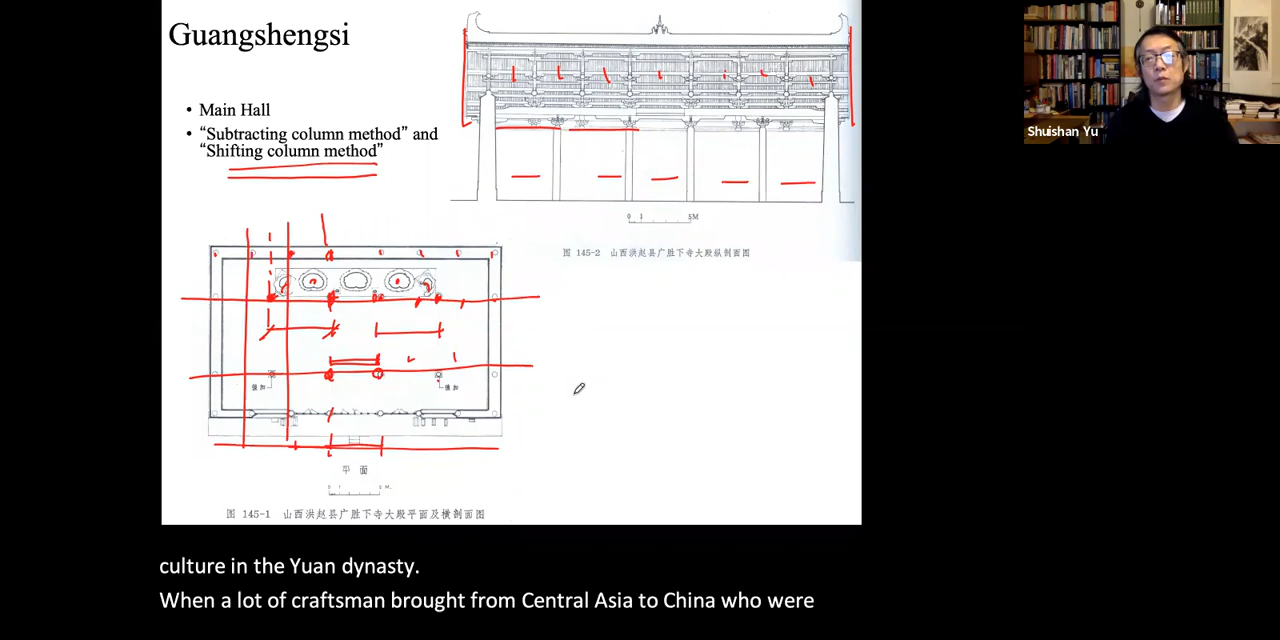 Guangshengsi
• Main Hall
• “Subtracting column method” and
“Shifting column method”
0 1 5M
图 145-2 山西洪赵县广胜下寺大殿纵剖面图
平 面
图 145-1 山西洪赵县广胜下寺大殿平面及横剖面图
Shuishan Yu
culture in the Yuan dynasty.
When a lot of craftsman brought from Central Asia to China who were